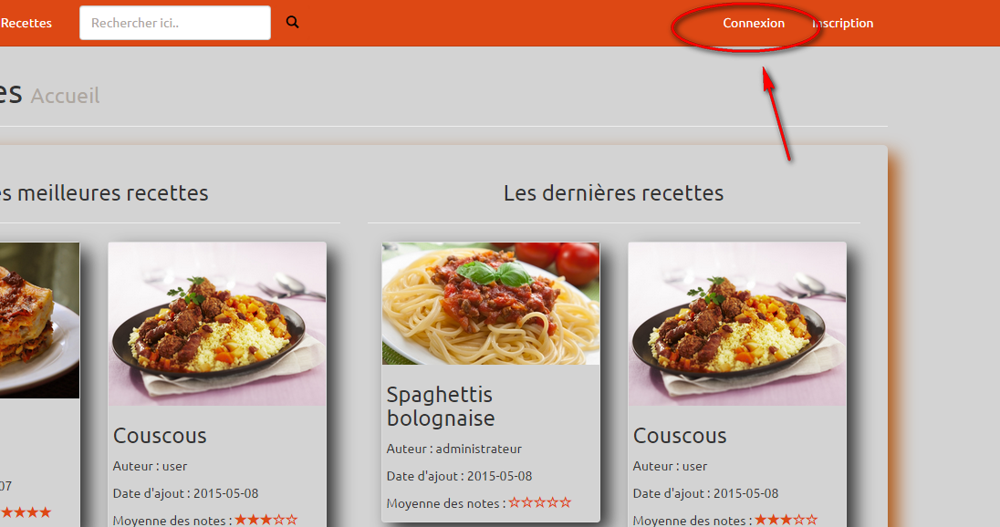 Recettes
Rechercher ici..
Connexion
Inscription
es Accueil
es meilleures recettes
Les dernières recettes
07
Couscous
Auteur : user
Date d'ajout : 2015-05-08
Moyenne des notes :
Spaghettis
bolognaise
Auteur : administrateur
Date d'ajout : 2015-05-08
Moyenne des notes :
Couscous
Auteur : user
Date d'ajout : 2015-05-08
Moyenne des notes :